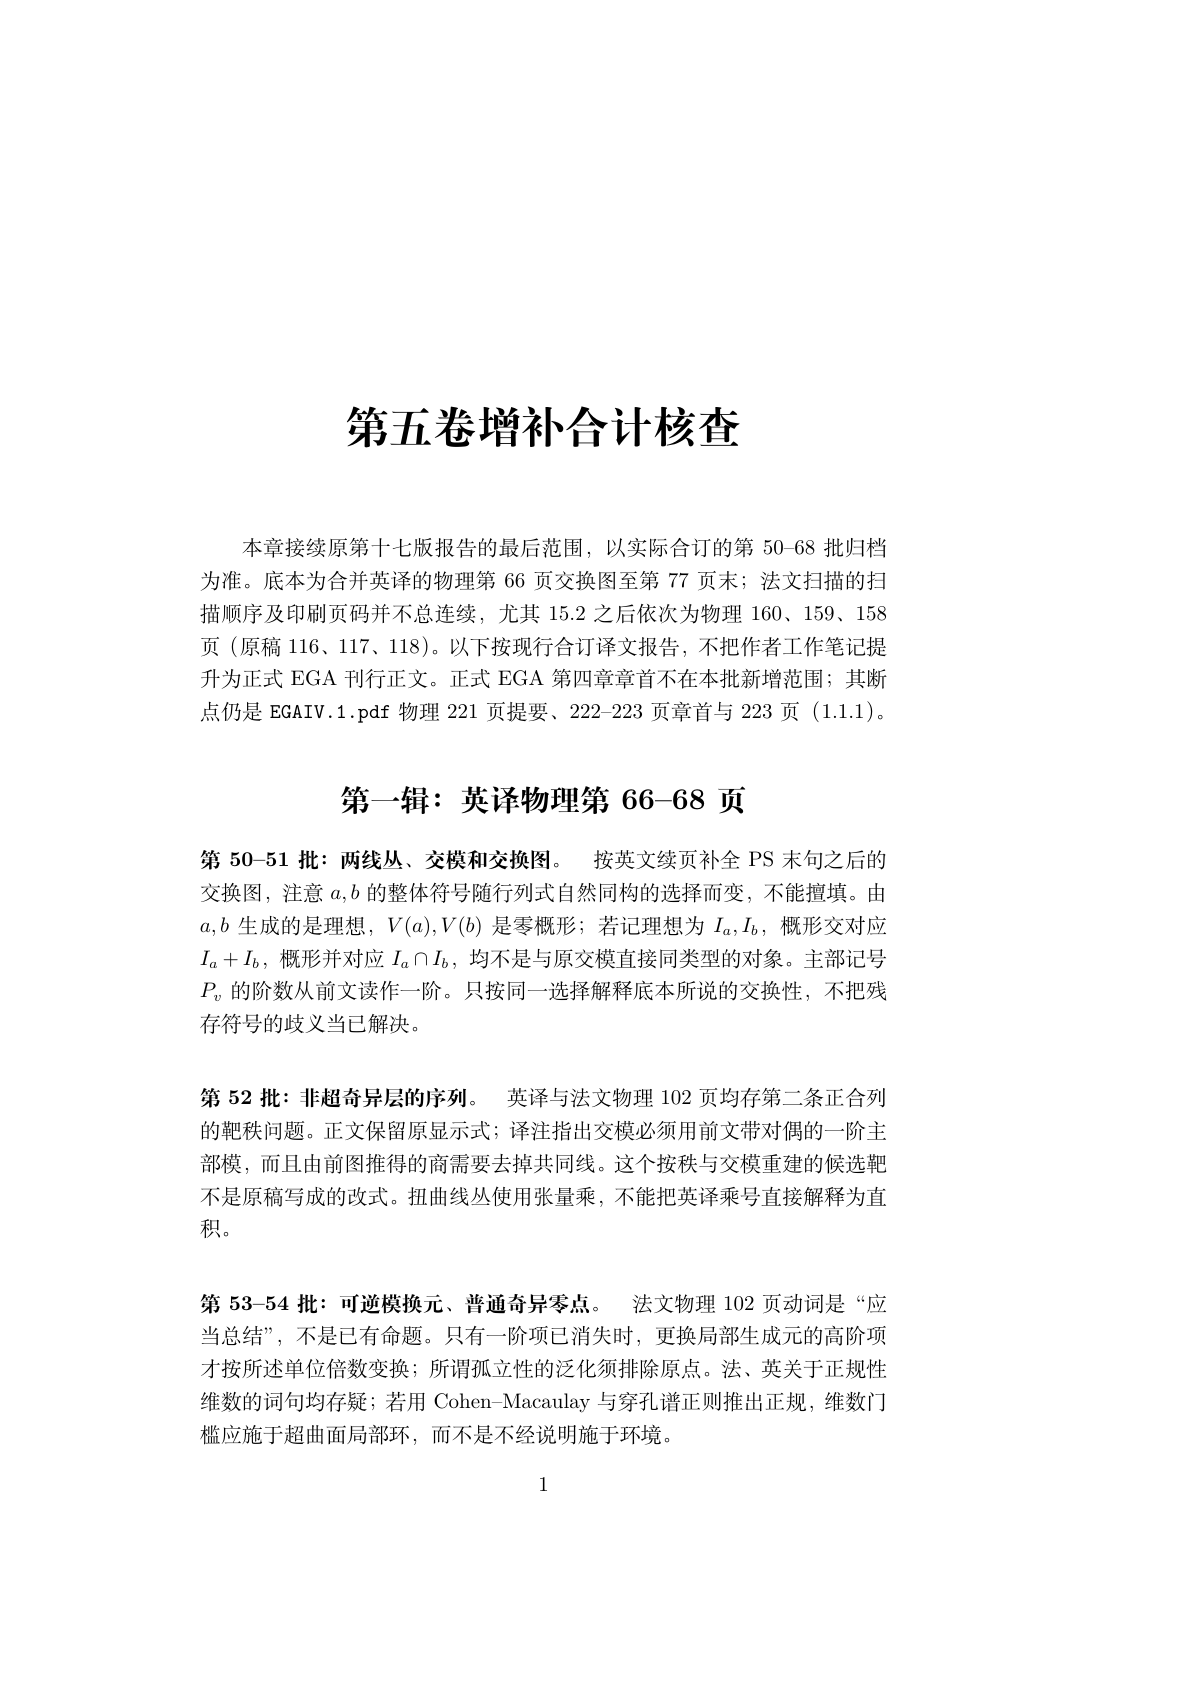 第五卷增补合计核查
本章接续原第十七版报告的最后范围，以实际合订的第 50–68 批归档
为准。底本为合并英译的物理第 66 页交换图至第 77 页末；法文扫描的扫
描顺序及印刷页码并不总连续，尤其 15.2 之后依次为物理 160、159、158
页（原稿 116、117、118）。以下按现行合订译文报告，不把作者工作笔记提
升为正式 EGA 刊行正文。正式 EGA 第四章章首不在本批新增范围；其断
点仍是 EGAIV.1.pdf 物理 221 页提要、222–223 页章首与 223 页（1.1.1）。
第一辑：英译物理第 66–68 页
第 50–51 批：两线丛、交模和交换图。 按英文续页补全 PS 末句之后的
交换图，注意 a, b 的整体符号随行列式自然同构的选择而变，不能擅填。由
a, b 生成的是理想，V(a), V(b) 是零概形；若记理想为 I_a, I_b，概形交对应
I_a + I_b，概形并对应 I_a ∩ I_b，均不是与原交模直接同类型的对象。主部记号
P_v 的阶数从前文读作一阶。只按同一选择解释底本所说的交换性，不把残
存符号的歧义当已解决。
第 52 批：非超奇异层的序列。 英译与法文物理 102 页均存第二条正合列
的靶秩问题。正文保留原显示式；译注指出交模必须用前文带对偶的一阶主
部模，而且由前图推得的商需要去掉共同线。这个按秩与交模重建的候选靶
不是原稿写成的改式。扭曲线丛使用张量乘，不能把英译乘号直接解释为直
积。
第 53–54 批：可逆模换元、普通奇异零点。 法文物理 102 页动词是 “应
当总结”，不是已有命题。只有一阶项已消失时，更换局部生成元的高阶项
才按所述单位倍数变换；所谓孤立性的泛化须排除原点。法、英关于正规性
维数的词句均存疑；若用 Cohen–Macaulay 与穿孔谱正则推出正规，维数门
槛应施于超曲面局部环，而不是不经说明施于环境。
1